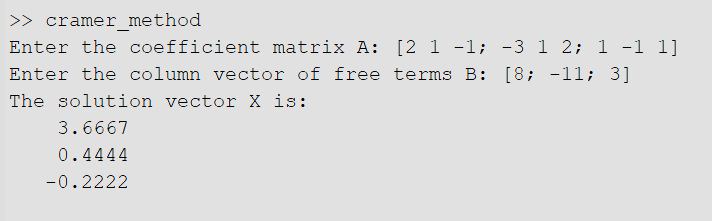 >> cramer_method
Enter the coefficient matrix A: [2 1 -1; -3 1 2; 1 -1 1]
Enter the column vector of free terms B: [8; -11; 3]
The solution vector X is:
3.6667
0.4444
-0.2222